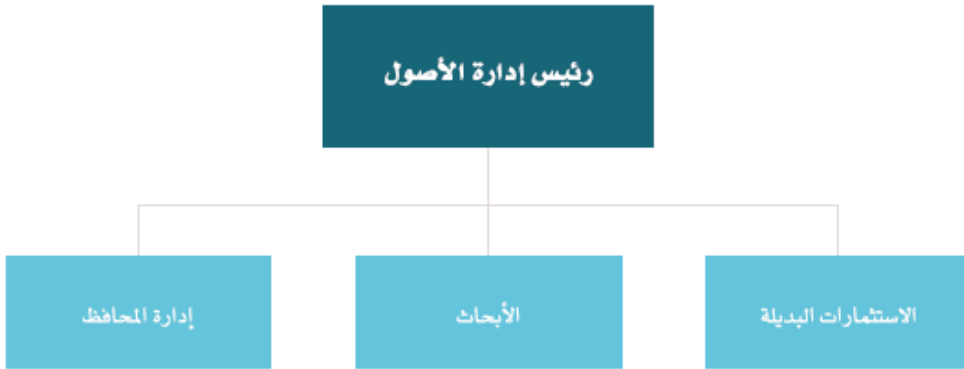 رئيس إدارة الأصول
الاستثمارات البديلة
الأبحاث
إدارة المحافظ